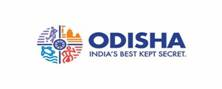 ODISHA
INDIA'S BEST KEPT SECRET.